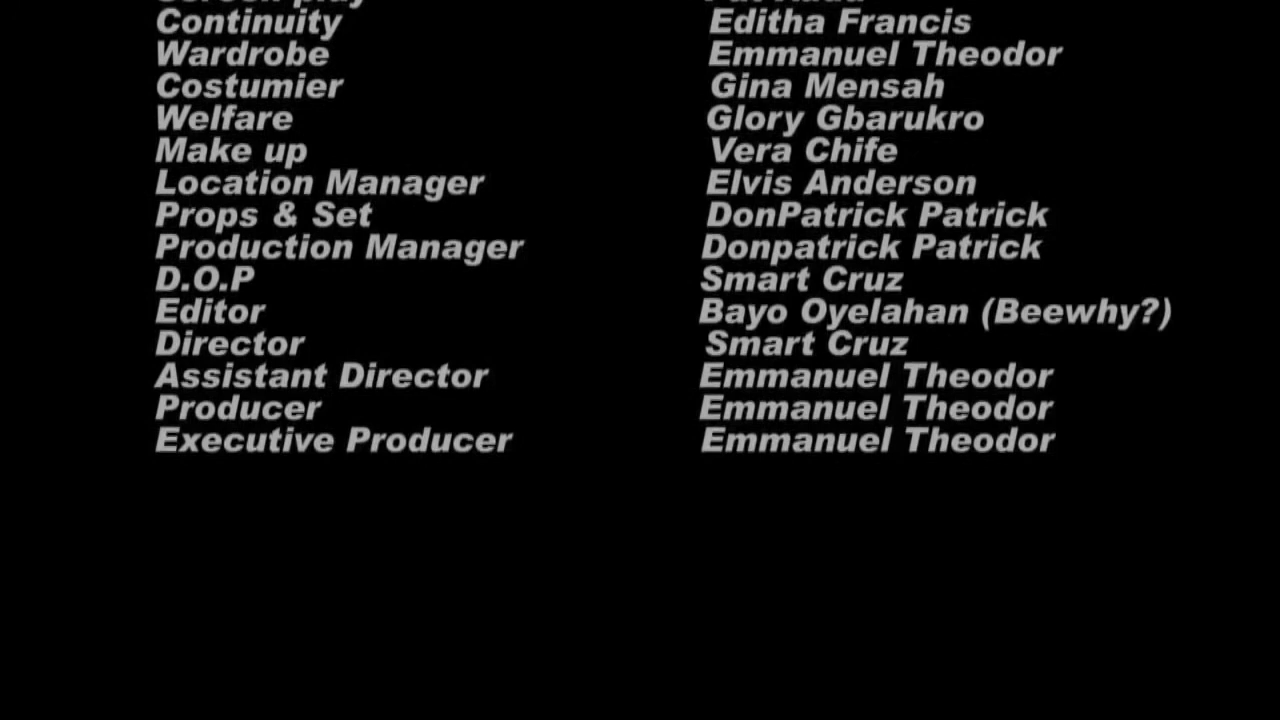 Screen play
Continuity Editha Francis
Wardrobe Emmanuel Theodor
Costumier Gina Mensah
Welfare Glory Gbarukro
Make up Vera Chife
Location Manager Elvis Anderson
Props & Set DonPatrick Patrick
Production Manager Donpatrick Patrick
D.O.P Smart Cruz
Editor Bayo Oyelahan (Beewhy?)
Director Smart Cruz
Assistant Director Emmanuel Theodor
Producer Emmanuel Theodor
Executive Producer Emmanuel Theodor